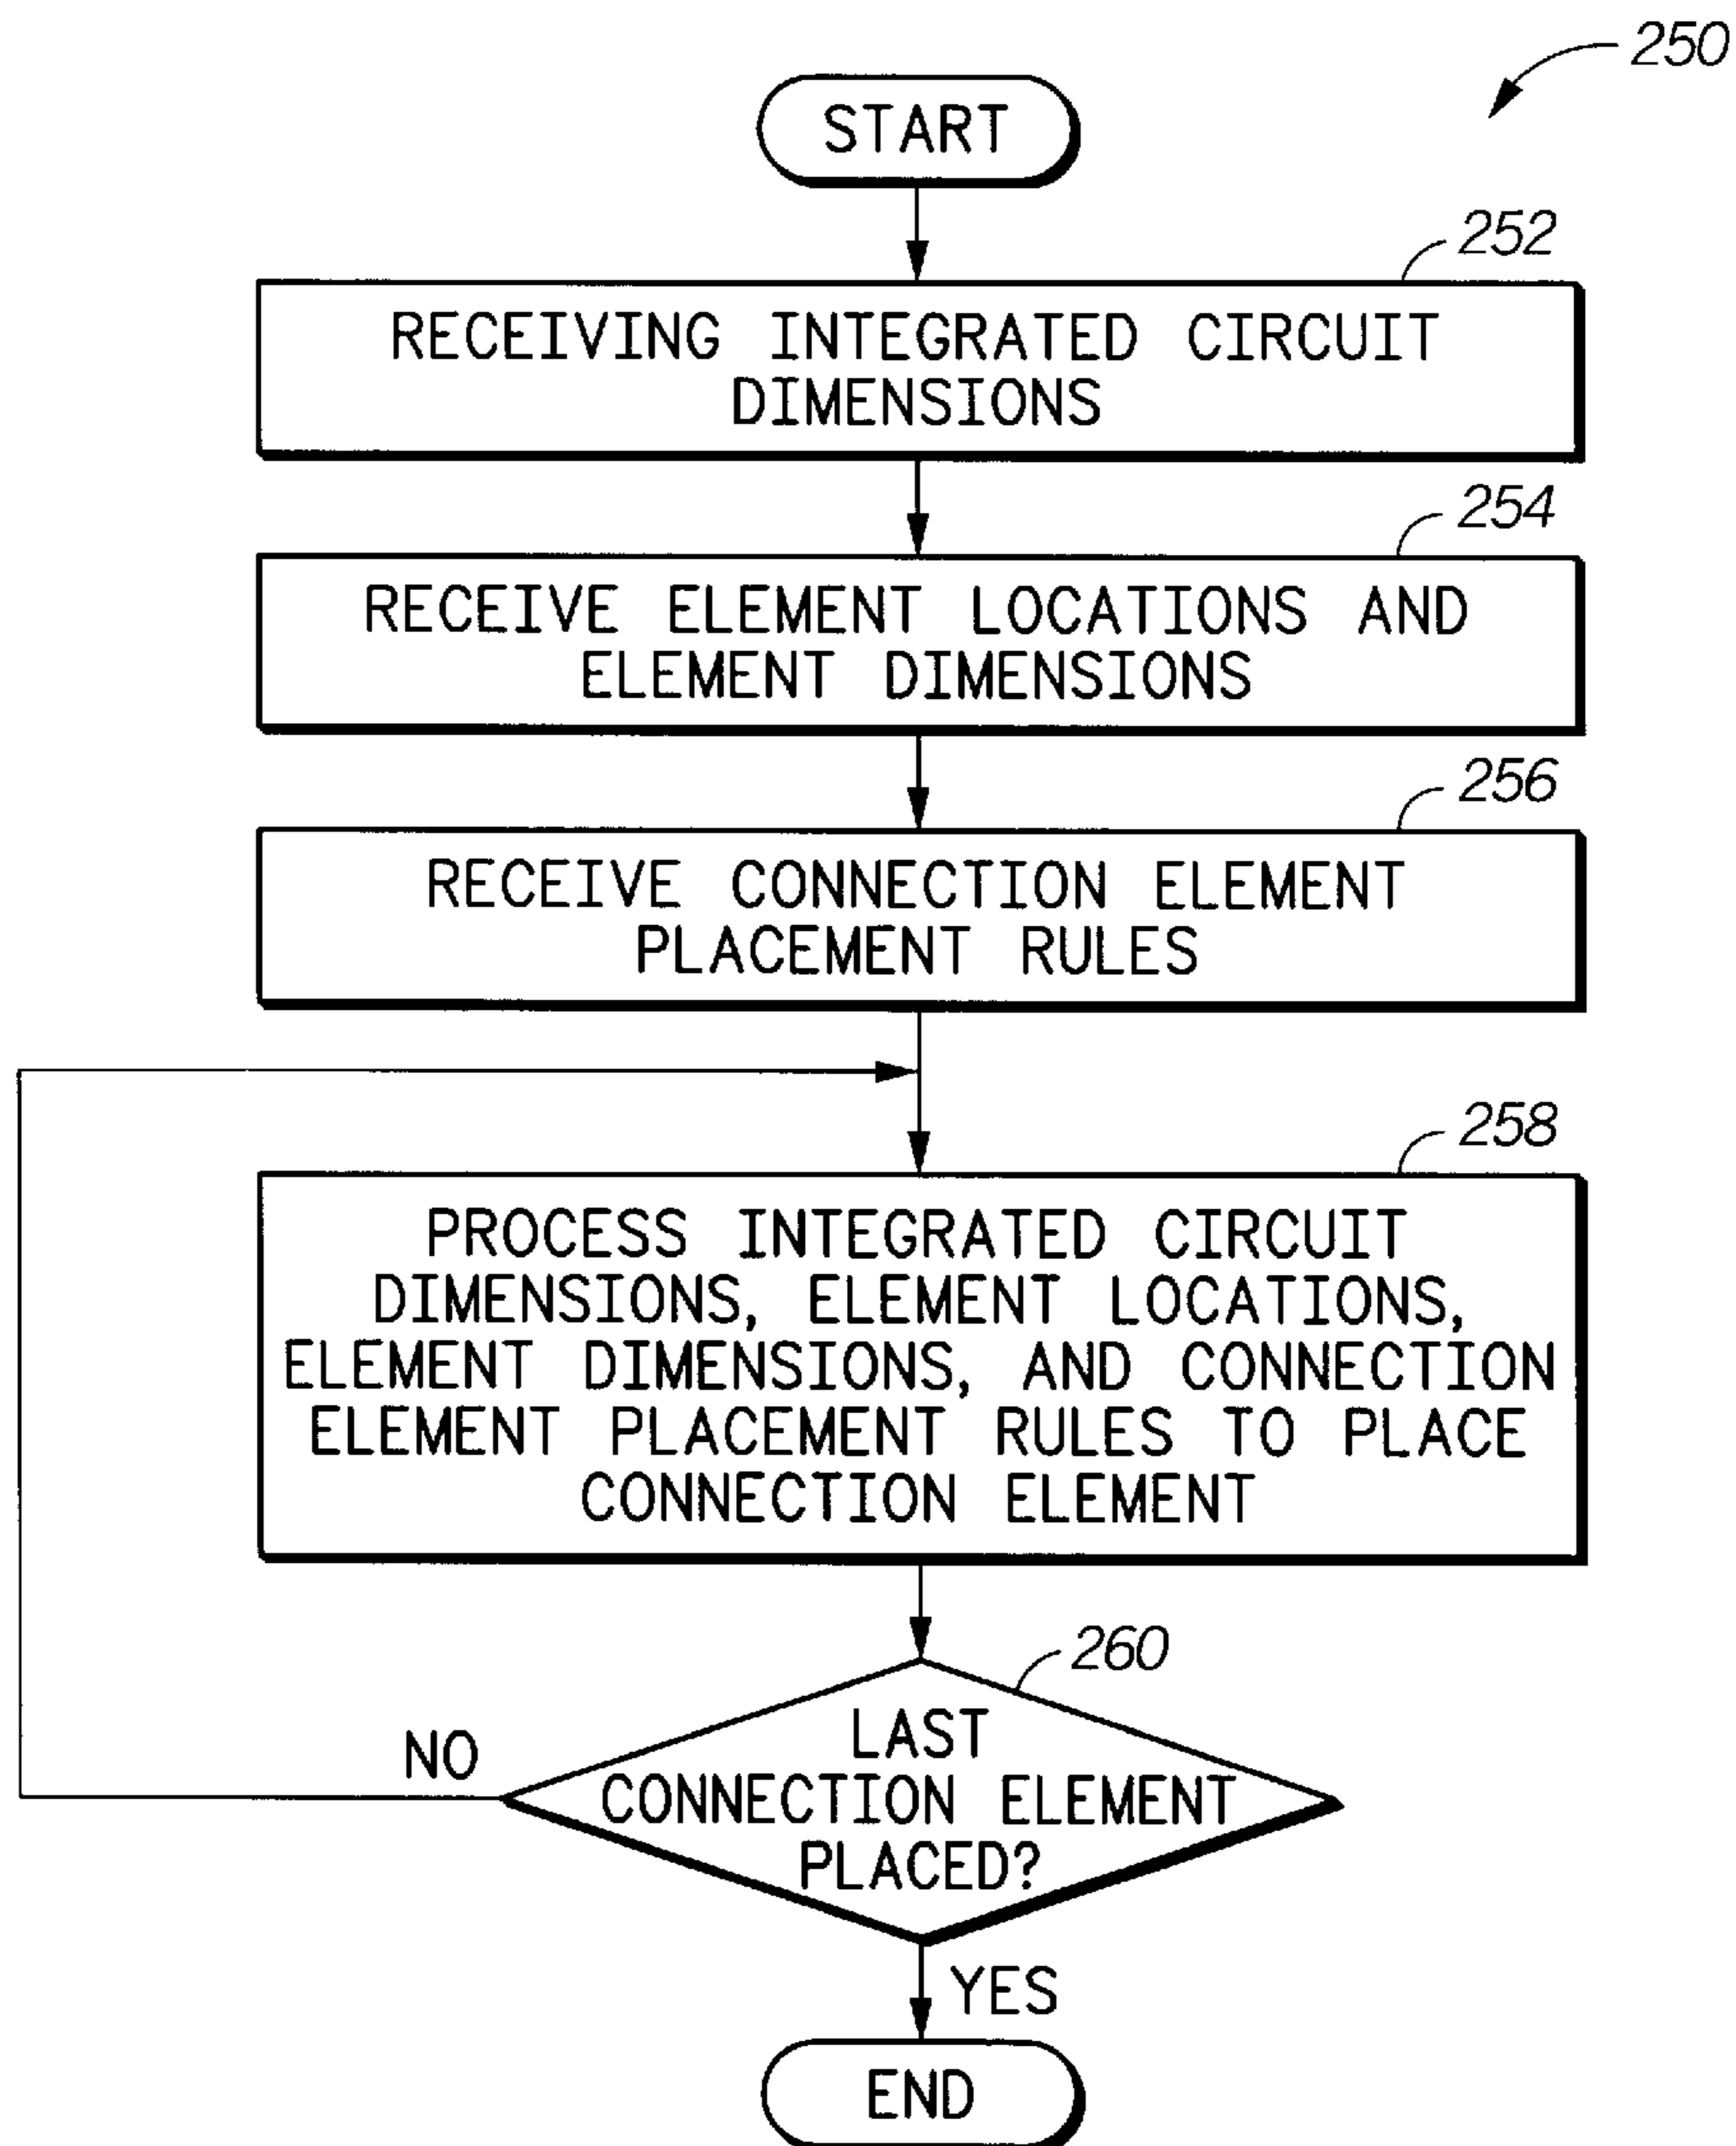 250
START
252
RECEIVING INTEGRATED CIRCUIT
DIMENSIONS
254
RECEIVE ELEMENT LOCATIONS AND
ELEMENT DIMENSIONS
256
RECEIVE CONNECTION ELEMENT
PLACEMENT RULES
258
PROCESS INTEGRATED CIRCUIT
DIMENSIONS, ELEMENT LOCATIONS,
ELEMENT DIMENSIONS, AND CONNECTION
ELEMENT PLACEMENT RULES TO PLACE
CONNECTION ELEMENT
260
LAST
CONNECTION ELEMENT
PLACED?
NO
YES
END